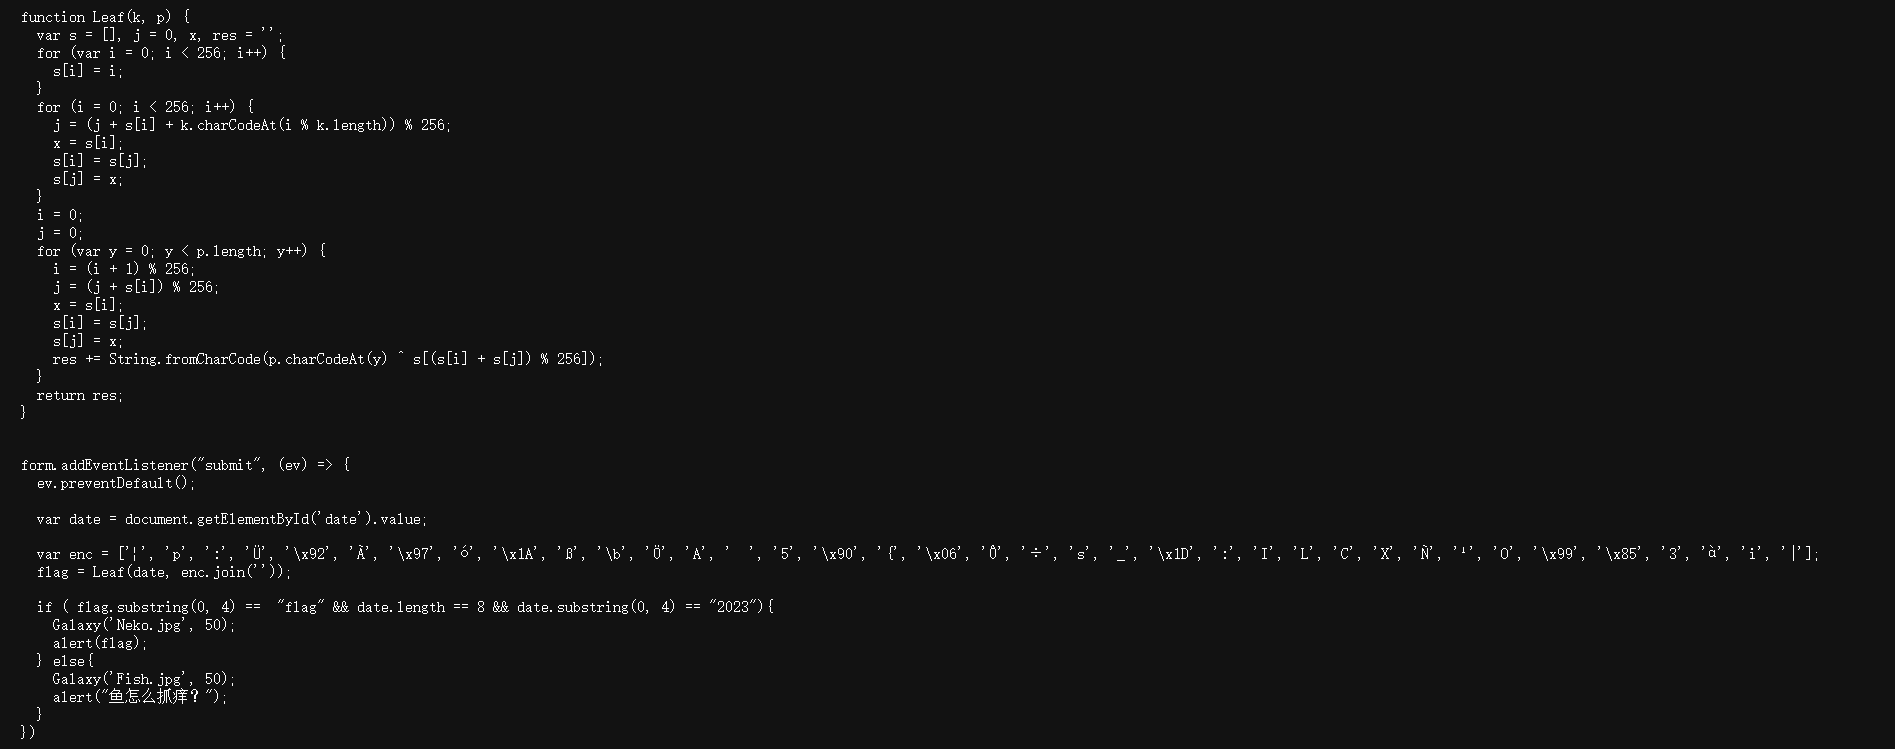 function Leaf(k, p) {
  var s = [], j = 0, x, res = '';
  for (var i = 0; i < 256; i++) {
    s[i] = i;
  }
  for (i = 0; i < 256; i++) {
    j = (j + s[i] + k.charCodeAt(i % k.length)) % 256;
    x = s[i];
    s[i] = s[j];
    s[j] = x;
  }
  i = 0;
  j = 0;
  for (var y = 0; y < p.length; y++) {
    i = (i + 1) % 256;
    j = (j + s[i]) % 256;
    x = s[i];
    s[i] = s[j];
    s[j] = x;
    res += String.fromCharCode(p.charCodeAt(y) ^ s[(s[i] + s[j]) % 256]);
  }
  return res;
}
form.addEventListener("submit", (ev) => {
  ev.preventDefault();
  var date = document.getElementById('date').value;
  var enc = ['¦', 'p', ':', 'Ü', '\x92', 'À', '\x97', 'ó', '\x1A', 'ß', '\b', 'Ö', 'A', ' ', '5', '\x90', '{', '\x06', 'Û', '÷', 's', '_', '\x1D', ':', 'I', 'L', 'C', 'X', 'Ñ', '¹', 'O', '\x99', '\x85', '3', 'à', 'i', '|'];
  flag = Leaf(date, enc.join(''));
  if ( flag.substring(0, 4) ==  "flag" && date.length == 8 && date.substring(0, 4) == "2023"){
    Galaxy('Neko.jpg', 50);
    alert(flag);
  } else{
    Galaxy('Fish.jpg', 50);
    alert("鱼怎么抓痒？");
  }
})